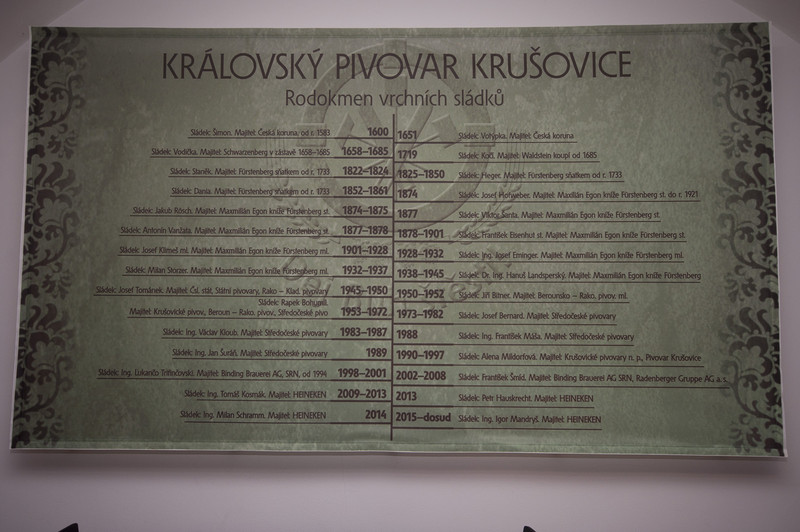 KRÁLOVSKÝ PIVOVAR KRUŠOVICE
Rodokmen vrchních sládků
Sládek: Šimon. Majitel: Česká koruna, od r. 1583 1600
1651 Sládek: Volýpka, Majitel: Česká koruna
Sládek: Vodička. Majitel: Schwarzenberg v zástavě 1658–1685 1658–1685
1719 Sládek: Kočí. Majitel: Waldstein koupí od 1685
Sládek: Staněk. Majitel: Fürstenberg sňatkem od r. 1733 1822–1824
1825–1850 Sládek: Heger. Majitel: Fürstenberg sňatkem od r. 1733
Sládek: Dania. Majitel: Fürstenberg sňatkem od r. 1733 1852–1861
1874 Sládek: Josef Horweber. Majitel: Maxilián Egon kníže Fürstenberg st. do r. 1921
Sládek: Jakub Rösch. Majitel: Maxmilián Egon kníže Fürstenberg st. 1874–1875
1877 Sládek: Viktor Šanta. Majitel: Maxmilián Egon kníže Fürstenberg st.
Sládek: Antonín Vaňžala. Majitel: Maxmilián Egon kníže Fürstenberg st. 1877–1878
1878–1901 Sládek: František Eisenhut st. Majitel: Maxmilián Egon kníže Fürstenberg st.
Sládek: Josef Klimeš ml. Majitel: Maxmilián Egon kníže Fürstenberg ml. 1901–1928
1928–1932 Sládek: Ing. Josef Eminger. Majitel: Maxmilián Egon kníže Fürstenberg ml.
Sládek: Milan Skorzer. Majitel: Maxmilián Egon kníže Fürstenberg ml. 1932–1937
1938–1945 Sládek: Dr. Ing. Hanuš Landsperský. Majitel: Maxmilián Egon kníže Fürstenberg
Sládek: Josef Tománek. Majitel: Čsl. stát, Státní pivovary, Rako – Klad. pivovary 1945–1950
1950–1952 Sládek: Jiří Bitner, Majitel: Berounsko – Rako, pivov. ml.
Sládek: Rapek Bohumil.
Majitel: Krušovické pivov., Beroun – Rako. pivov., Středočeské pivo 1953–1972
1973–1982 Sládek: Josef Bernard. Majitel: Středočeské pivovary
Sládek: Ing. Václav Kloub. Majitel: Středočeské pivovary 1983–1987
1988 Sládek: Ing. František Máša. Majitel: Středočeské pivovary
Sládek: Ing. Jan Šuráň. Majitel: Středočeské pivovary 1989
1990–1997 Sládek: Alena Mildorfová. Majitel: Krušovické pivovary n. p., Pivovar Krušovice
Sládek: Ing. Lukančo Trifinčovski. Majitel: Binding Brauerei AG, SRN, od 1994 1998–2001
2002–2008 Sládek: František Šmíd. Majitel: Binding Brauerei AG SRN, Radenberger Gruppe AG a. s.
Sládek: Ing. Tomáš Kosmák. Majitel: HEINEKEN 2009–2013
2013 Sládek: Petr Hauskrecht. Majitel: HEINEKEN
Sládek: Ing. Milan Schramm. Majitel: HEINEKEN 2014
2015–dosud Sládek: Ing. Igor Mandryš. Majitel: HEINEKEN